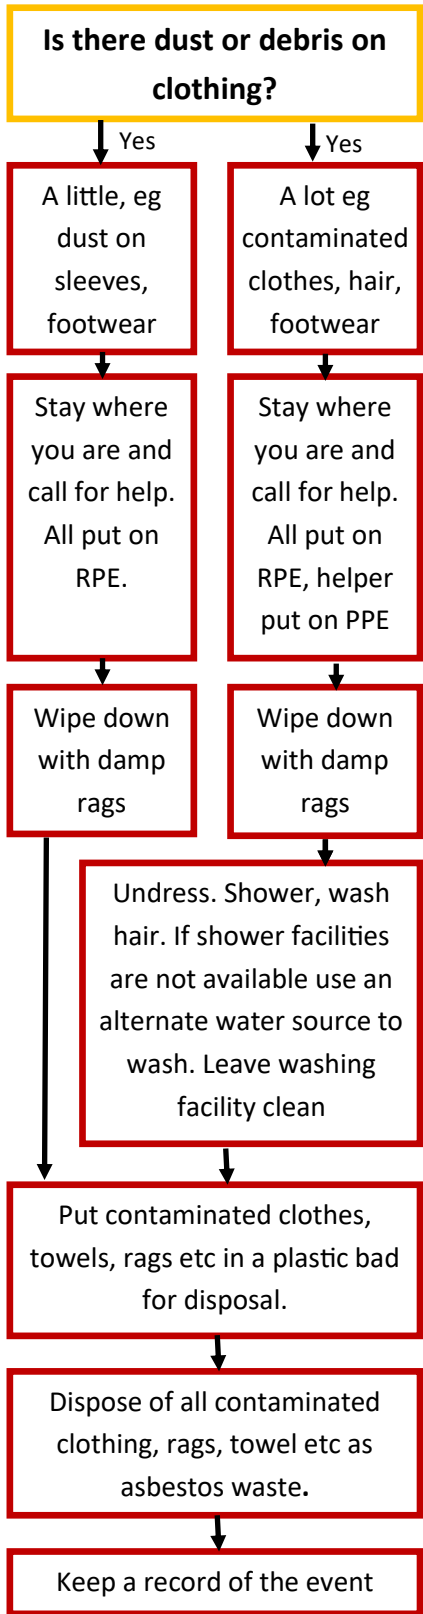 Is there dust or debris on
clothing?
Yes
Yes
A little, eg
dust on
sleeves,
footwear
A lot eg
contaminated
clothes, hair,
footwear
Stay where
you are and
call for help.
All put on
RPE.
Stay where
you are and
call for help.
All put on
RPE, helper
put on PPE
Wipe down
with damp
rags
Wipe down
with damp
rags
Undress. Shower, wash
hair. If shower facilities
are not available use an
alternate water source to
wash. Leave washing
facility clean
Put contaminated clothes,
towels, rags etc in a plastic bad
for disposal.
Dispose of all contaminated
clothing, rags, towel etc as
asbestos waste.
Keep a record of the event